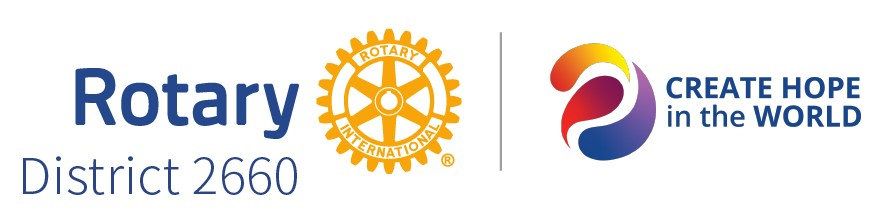 Rotary
District 2660
ROTARY
INTERNATIONAL
®
CREATE HOPE
in the WORLD